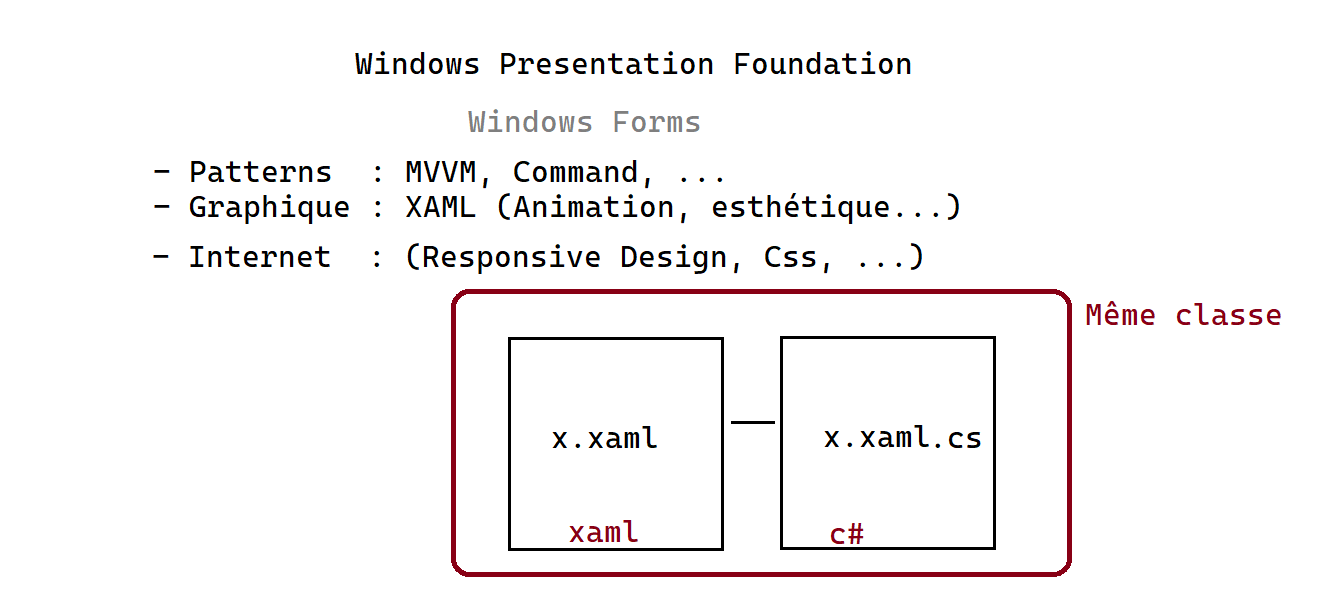 Windows Presentation Foundation
Windows Forms
- Patterns : MVVM, Command, ...
- Graphique : XAML (Animation, esthétique...)
- Internet : (Responsive Design, Css, ...)
Même classe
x.xaml
x.xaml.cs
xaml
c#